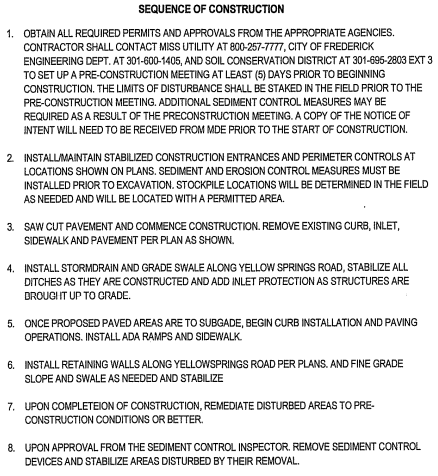 SEQUENCE OF CONSTRUCTION
1. OBTAIN ALL REQUIRED PERMITS AND APPROVALS FROM THE APPROPRIATE AGENCIES.
CONTRACTOR SHALL CONTACT MISS UTILITY AT 800-257-7777, CITY OF FREDERICK
ENGINEERING DEPT. AT 301-600-1405, AND SOIL CONSERVATION DISTRICT AT 301-695-2803 EXT 3
TO SET UP A PRE-CONSTRUCTION MEETING AT LEAST (5) DAYS PRIOR TO BEGINNING
CONSTRUCTION. THE LIMITS OF DISTURBANCE SHALL BE STAKED IN THE FIELD PRIOR TO THE
PRE-CONSTRUCTION MEETING. ADDITIONAL SEDIMENT CONTROL MEASURES MAY BE
REQUIRED AS A RESULT OF THE PRECONSTRUCTION MEETING. A COPY OF THE NOTICE OF
INTENT WILL NEED TO BE RECEIVED FROM MDE PRIOR TO THE START OF CONSTRUCTION.
2. INSTALL/MAINTAIN STABILIZED CONSTRUCTION ENTRANCES AND PERIMETER CONTROLS AT
LOCATIONS SHOWN ON PLANS. SEDIMENT AND EROSION CONTROL MEASURES MUST BE
INSTALLED PRIOR TO EXCAVATION. STOCKPILE LOCATIONS WILL BE DETERMINED IN THE FIELD
AS NEEDED AND WILL BE LOCATED WITH A PERMITTED AREA.
3. SAW CUT PAVEMENT AND COMMENCE CONSTRUCTION. REMOVE EXISTING CURB, INLET,
SIDEWALK AND PAVEMENT PER PLAN AS SHOWN.
4. INSTALL STORMDRAIN AND GRADE SWALE ALONG YELLOW SPRINGS ROAD, STABILIZE ALL
DITCHES AS THEY ARE CONSTRUCTED AND ADD INLET PROTECTION AS STRUCTURES ARE
BROUGHT UP TO GRADE.
5. ONCE PROPOSED PAVED AREAS ARE TO SUBGADE, BEGIN CURB INSTALLATION AND PAVING
OPERATIONS. INSTALL ADA RAMPS AND SIDEWALK.
6. INSTALL RETAINING WALLS ALONG YELLOWSPRINGS ROAD PER PLANS. AND FINE GRADE
SLOPE AND SWALE AS NEEDED AND STABILIZE
7. UPON COMPLETEION OF CONSTRUCTION, REMEDIATE DISTURBED AREAS TO PRE-
CONSTRUCTION CONDITIONS OR BETTER.
8. UPON APPROVAL FROM THE SEDIMENT CONTROL INSPECTOR. REMOVE SEDIMENT CONTROL
DEVICES AND STABILIZE AREAS DISTURBED BY THEIR REMOVAL.